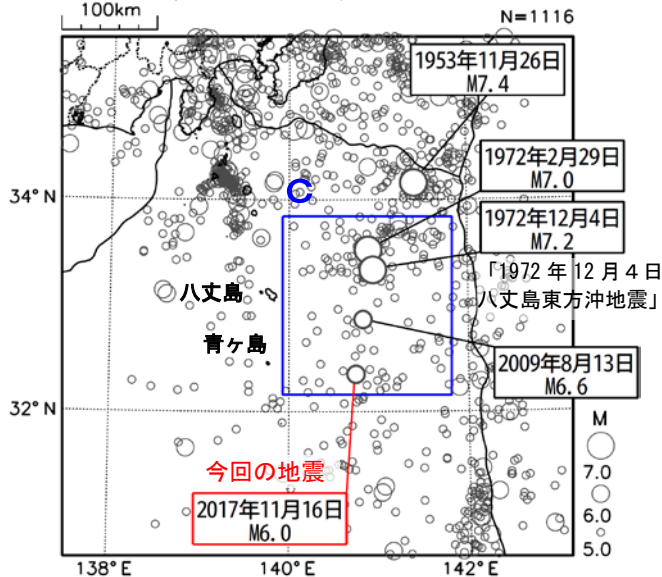 100km
N=1116
1953年11月26日
M7.4
1972年2月29日
M7.0
34°N
C
1972年12月4日
M7.2
「1972年12月4日
八丈島東方沖地震」
八丈島
青ヶ島
2009年8月13日
M6.6
32°N
M
7.0
6.0
5.0
今回の地震
2017年11月16日
M6.0
138°E
140°E
142°E